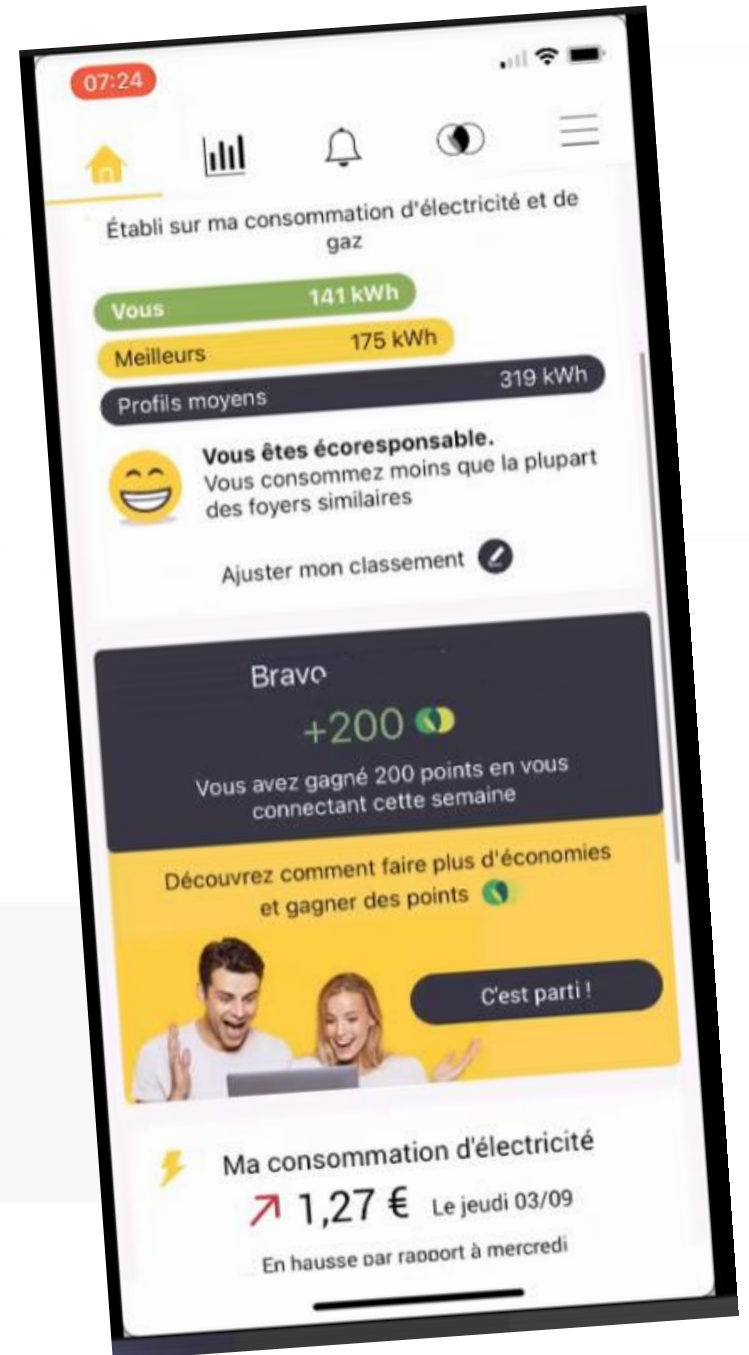 07:24
Établi sur ma consommation d'électricité et de
gaz
Vous 141 kWh
Meilleurs 175 kWh
Profils moyens 319 kWh
Vous êtes écoresponsable.
Vous consommez moins que la plupart
des foyers similaires
Ajuster mon classement
Bravo
+200
Vous avez gagné 200 points en vous
connectant cette semaine
Découvrez comment faire plus d'économies
et gagner des points
C'est parti !
Ma consommation d'électricité
1,27 € Le jeudi 03/09
En hausse par rapport à mercredi